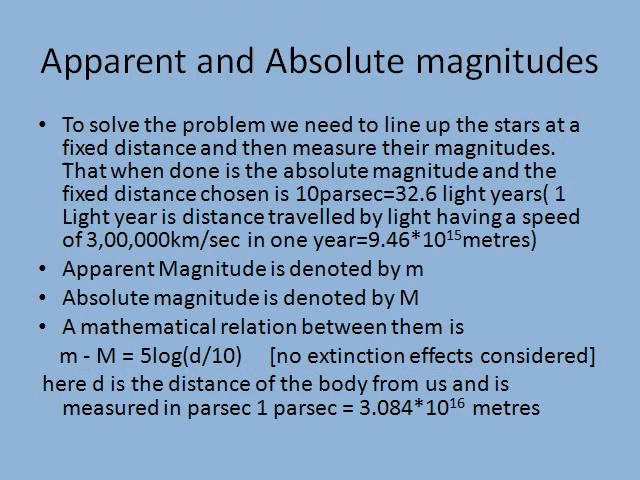 Apparent and Absolute magnitudes
• To solve the problem we need to line up the stars at a
fixed distance and then measure their magnitudes.
That when done is the absolute magnitude and the
fixed distance chosen is 10parsec=32.6 light years( 1
Light year is distance travelled by light having a speed
of 3,00,000km/sec in one year=9.46*10¹⁵metres)
• Apparent Magnitude is denoted by m
• Absolute magnitude is denoted by M
• A mathematical relation between them is
m - M = 5log(d/10) [no extinction effects considered]
here d is the distance of the body from us and is
measured in parsec 1 parsec = 3.084*10¹⁶ metres